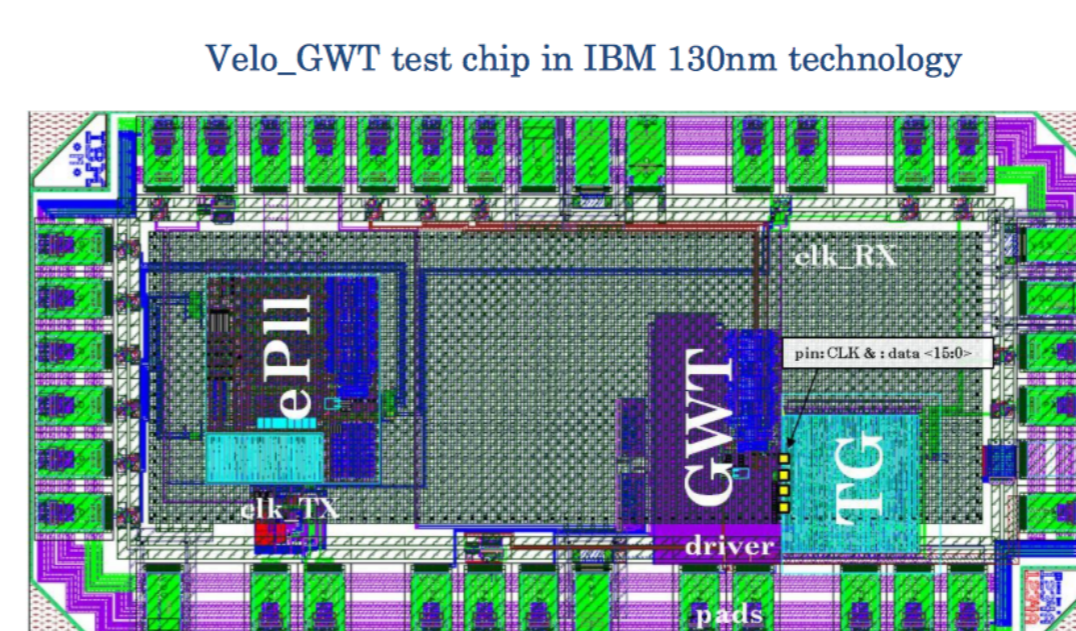 Velo_GWT test chip in IBM 130nm technology
IBM
clk_RX
ePll
pin: CLK & : data <15:0>
GWT
TG
clk_TX
driver
pads